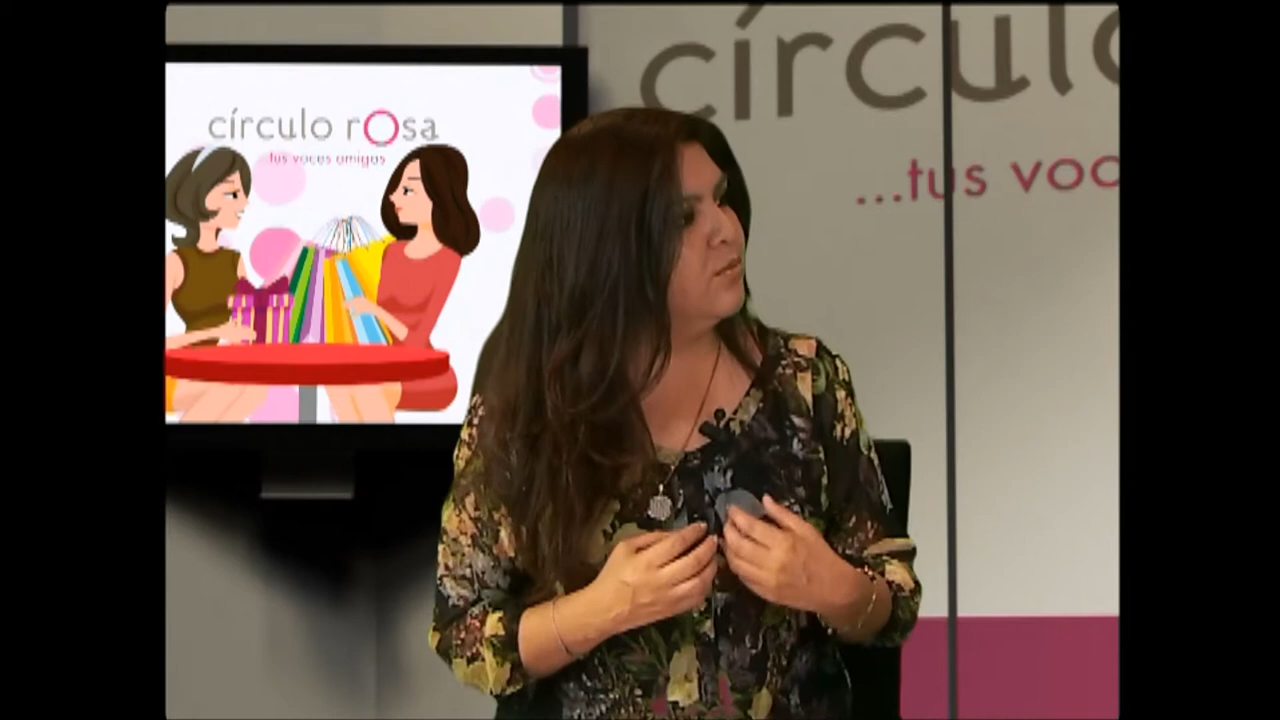 círculo rosa
tus voces amigas
círculo
...tus voc